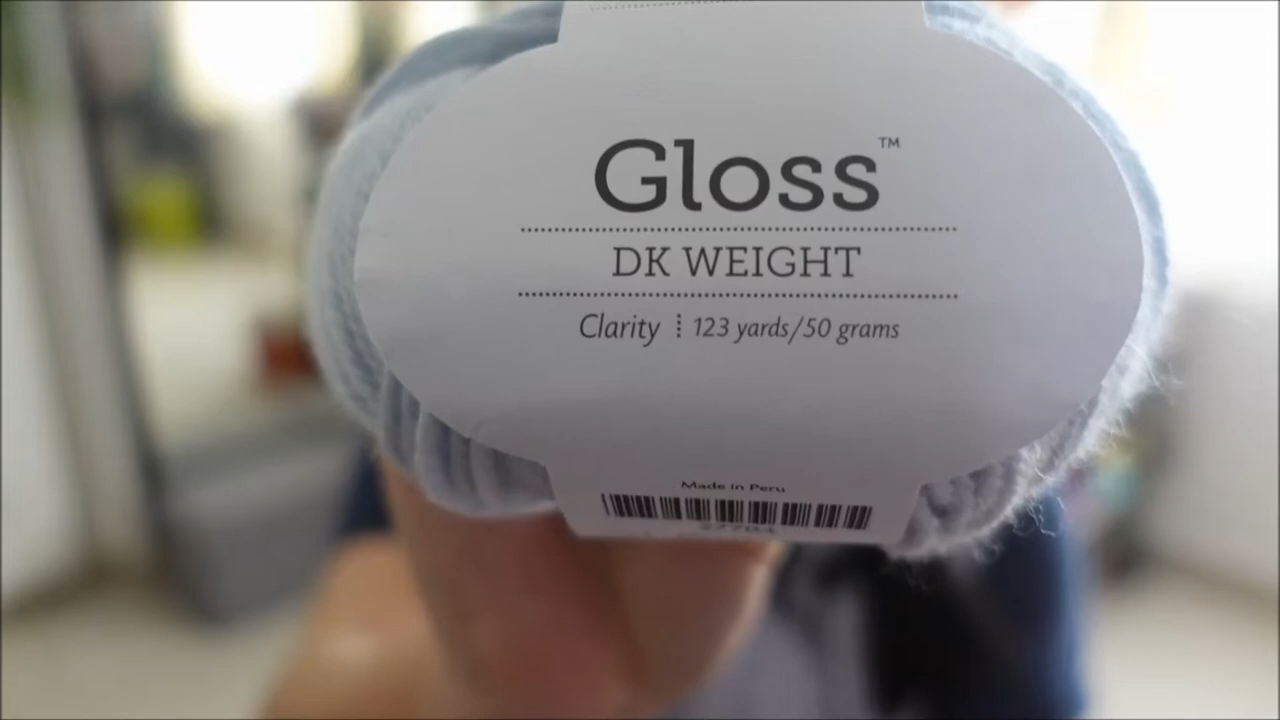 Gloss™
DK WEIGHT
Clarity ⋮ 123 yards/50 grams
Made in Peru